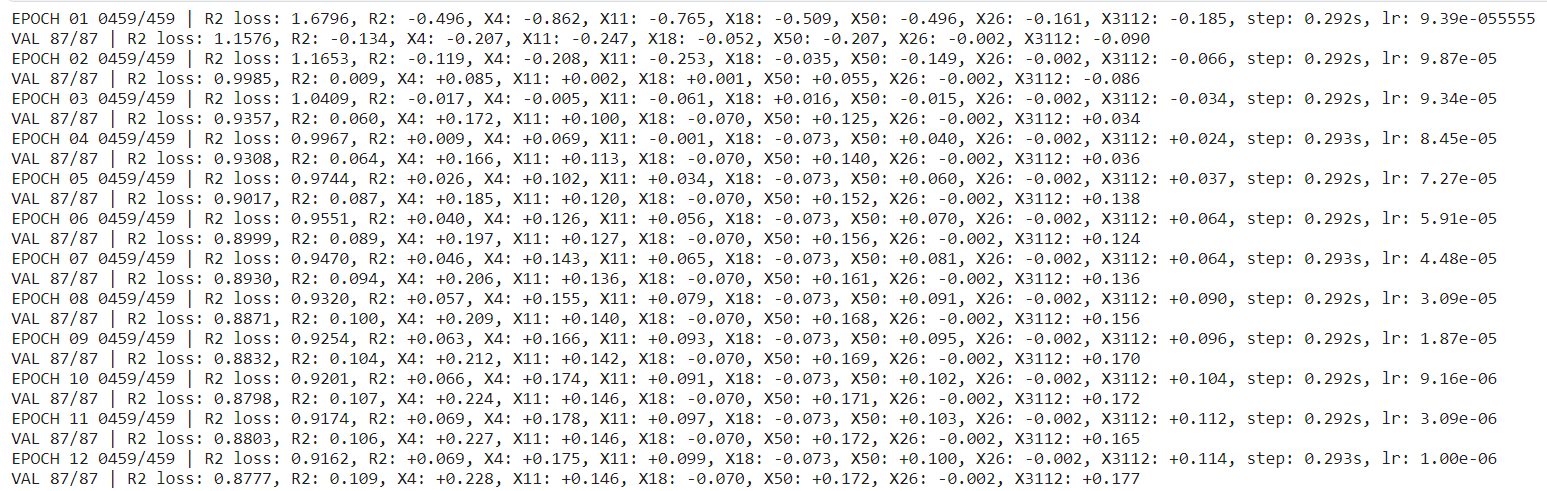 EPOCH 01 0459/459 | R2 loss: 1.6796, R2: -0.496, X4: -0.862, X11: -0.765, X18: -0.509, X50: -0.496, X26: -0.161, X3112: -0.185, step: 0.292s, lr: 9.39e-055555
VAL 87/87 | R2 loss: 1.1576, R2: -0.134, X4: -0.207, X11: -0.247, X18: -0.052, X50: -0.207, X26: -0.002, X3112: -0.090
EPOCH 02 0459/459 | R2 loss: 1.1653, R2: -0.119, X4: -0.208, X11: -0.253, X18: -0.035, X50: -0.149, X26: -0.002, X3112: -0.066, step: 0.292s, lr: 9.87e-05
VAL 87/87 | R2 loss: 0.9985, R2: 0.009, X4: +0.085, X11: +0.002, X18: +0.001, X50: +0.055, X26: -0.002, X3112: -0.086
EPOCH 03 0459/459 | R2 loss: 1.0409, R2: -0.017, X4: -0.005, X11: -0.061, X18: +0.016, X50: -0.015, X26: -0.002, X3112: -0.034, step: 0.292s, lr: 9.34e-05
VAL 87/87 | R2 loss: 0.9357, R2: 0.060, X4: +0.172, X11: +0.100, X18: -0.070, X50: +0.125, X26: -0.002, X3112: +0.034
EPOCH 04 0459/459 | R2 loss: 0.9967, R2: +0.009, X4: +0.069, X11: -0.001, X18: -0.073, X50: +0.040, X26: -0.002, X3112: +0.024, step: 0.293s, lr: 8.45e-05
VAL 87/87 | R2 loss: 0.9308, R2: 0.064, X4: +0.166, X11: +0.113, X18: -0.070, X50: +0.140, X26: -0.002, X3112: +0.036
EPOCH 05 0459/459 | R2 loss: 0.9744, R2: +0.026, X4: +0.102, X11: +0.034, X18: -0.073, X50: +0.060, X26: -0.002, X3112: +0.037, step: 0.292s, lr: 7.27e-05
VAL 87/87 | R2 loss: 0.9017, R2: 0.087, X4: +0.185, X11: +0.120, X18: -0.070, X50: +0.152, X26: -0.002, X3112: +0.138
EPOCH 06 0459/459 | R2 loss: 0.9551, R2: +0.040, X4: +0.126, X11: +0.056, X18: -0.073, X50: +0.070, X26: -0.002, X3112: +0.064, step: 0.292s, lr: 5.91e-05
VAL 87/87 | R2 loss: 0.8999, R2: 0.089, X4: +0.197, X11: +0.127, X18: -0.070, X50: +0.156, X26: -0.002, X3112: +0.124
EPOCH 07 0459/459 | R2 loss: 0.9470, R2: +0.046, X4: +0.143, X11: +0.065, X18: -0.073, X50: +0.081, X26: -0.002, X3112: +0.064, step: 0.293s, lr: 4.48e-05
VAL 87/87 | R2 loss: 0.8930, R2: 0.094, X4: +0.206, X11: +0.136, X18: -0.070, X50: +0.161, X26: -0.002, X3112: +0.136
EPOCH 08 0459/459 | R2 loss: 0.9320, R2: +0.057, X4: +0.155, X11: +0.079, X18: -0.073, X50: +0.091, X26: -0.002, X3112: +0.090, step: 0.292s, lr: 3.09e-05
VAL 87/87 | R2 loss: 0.8871, R2: 0.100, X4: +0.209, X11: +0.140, X18: -0.070, X50: +0.168, X26: -0.002, X3112: +0.156
EPOCH 09 0459/459 | R2 loss: 0.9254, R2: +0.063, X4: +0.166, X11: +0.093, X18: -0.073, X50: +0.095, X26: -0.002, X3112: +0.096, step: 0.292s, lr: 1.87e-05
VAL 87/87 | R2 loss: 0.8832, R2: 0.104, X4: +0.212, X11: +0.142, X18: -0.070, X50: +0.169, X26: -0.002, X3112: +0.170
EPOCH 10 0459/459 | R2 loss: 0.9201, R2: +0.066, X4: +0.174, X11: +0.091, X18: -0.073, X50: +0.102, X26: -0.002, X3112: +0.104, step: 0.292s, lr: 9.16e-06
VAL 87/87 | R2 loss: 0.8798, R2: 0.107, X4: +0.224, X11: +0.146, X18: -0.070, X50: +0.171, X26: -0.002, X3112: +0.172
EPOCH 11 0459/459 | R2 loss: 0.9174, R2: +0.069, X4: +0.178, X11: +0.097, X18: -0.073, X50: +0.103, X26: -0.002, X3112: +0.112, step: 0.292s, lr: 3.09e-06
VAL 87/87 | R2 loss: 0.8803, R2: 0.106, X4: +0.227, X11: +0.146, X18: -0.070, X50: +0.172, X26: -0.002, X3112: +0.165
EPOCH 12 0459/459 | R2 loss: 0.9162, R2: +0.069, X4: +0.175, X11: +0.099, X18: -0.073, X50: +0.100, X26: -0.002, X3112: +0.114, step: 0.293s, lr: 1.00e-06
VAL 87/87 | R2 loss: 0.8777, R2: 0.109, X4: +0.228, X11: +0.146, X18: -0.070, X50: +0.172, X26: -0.002, X3112: +0.177